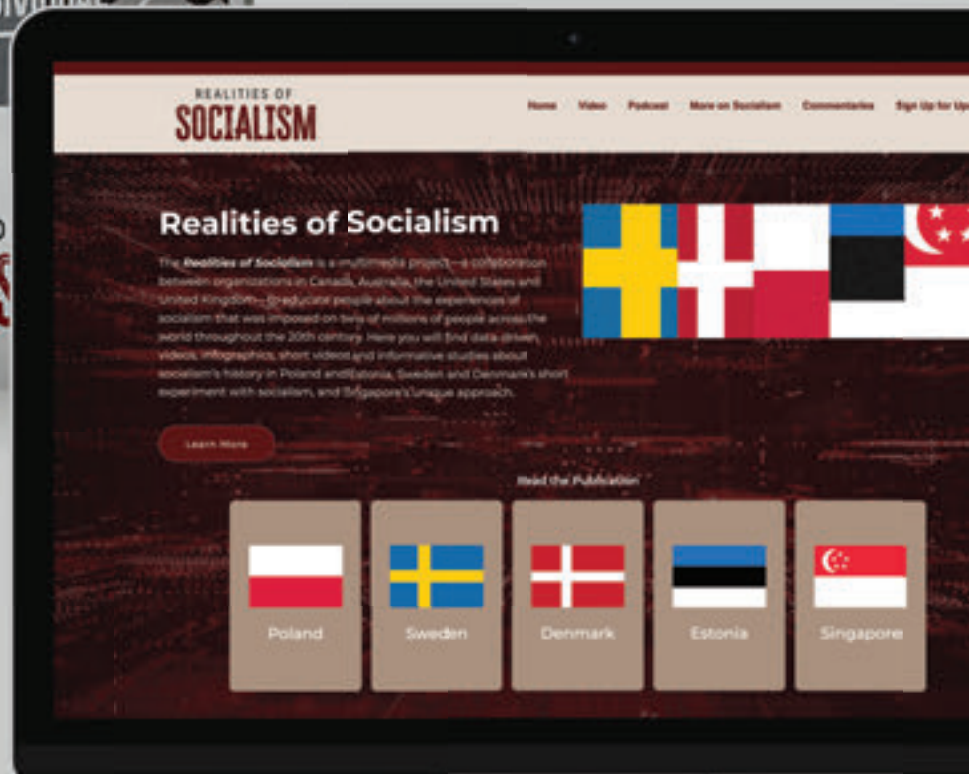 REALITIES OF
SOCIALISM
Home Video Podcast More on Socialism Commentaries Sign Up for Up
Realities of Socialism
The Realities of Socialism is a multimedia project—a collaboration
between organizations in Canada, Australia, the United States and
United Kingdom—to educate people about the experiences of
socialism that was imposed on tens of millions of people across the
world throughout the 20th century. Here you will find data-driven
videos, infographics, short videos and informative studies about
socialism's history in Poland and Estonia, Sweden and Denmark's short
experiment with socialism, and Singapore's unique approach.
Learn More
Read the Publication
Poland Sweden Denmark Estonia Singapore